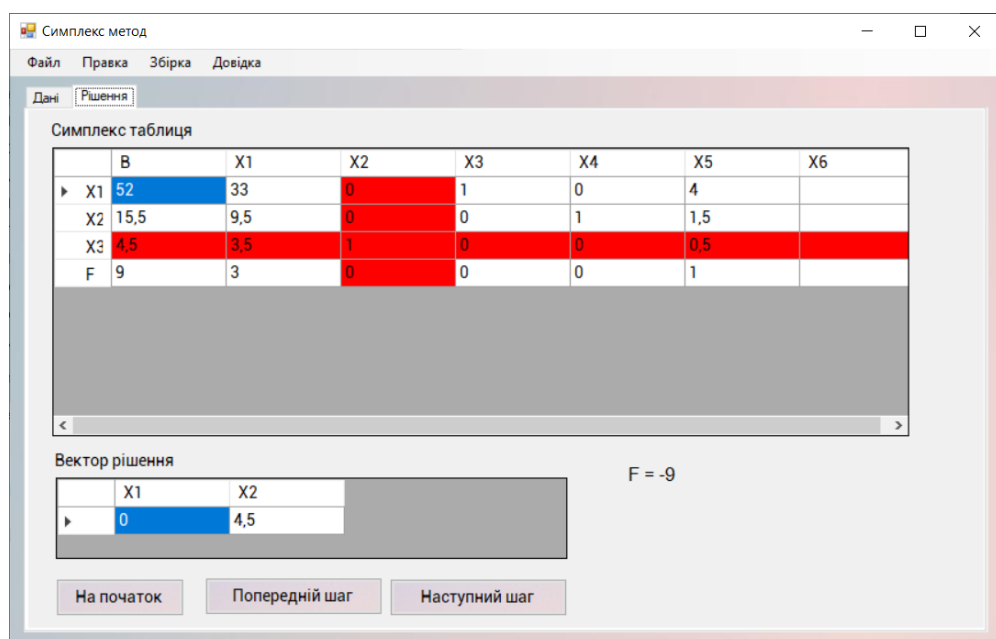 Симплекс метод
Файл Правка Збірка Довідка
Дані Рішення
Симплекс таблиця
B X1 X2 X3 X4 X5 X6
X1 52 33 0 1 0 4
X2 15,5 9,5 0 0 1 1,5
X3 4,5 3,5 1 0 0 0,5
F 9 3 0 0 0 1
Вектор рішення
F = -9
X1 X2
0 4,5
На початок Попередній шаг Наступний шаг